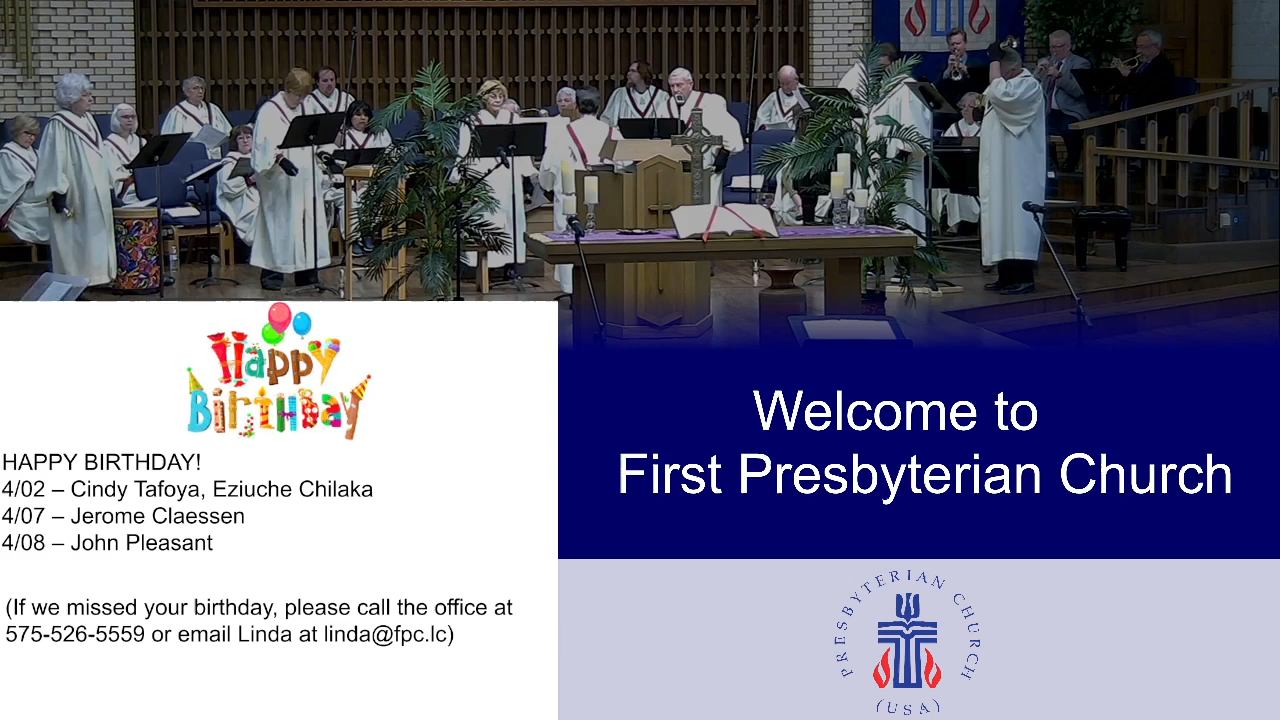 Happy
Birthday
HAPPY BIRTHDAY!
4/02 – Cindy Tafoya, Eziuche Chilaka
4/07 – Jerome Claessen
4/08 – John Pleasant
(If we missed your birthday, please call the office at
575-526-5559 or email Linda at linda@fpc.lc)
Welcome to
First Presbyterian Church
PRESBYTERIAN CHURCH
(USA)